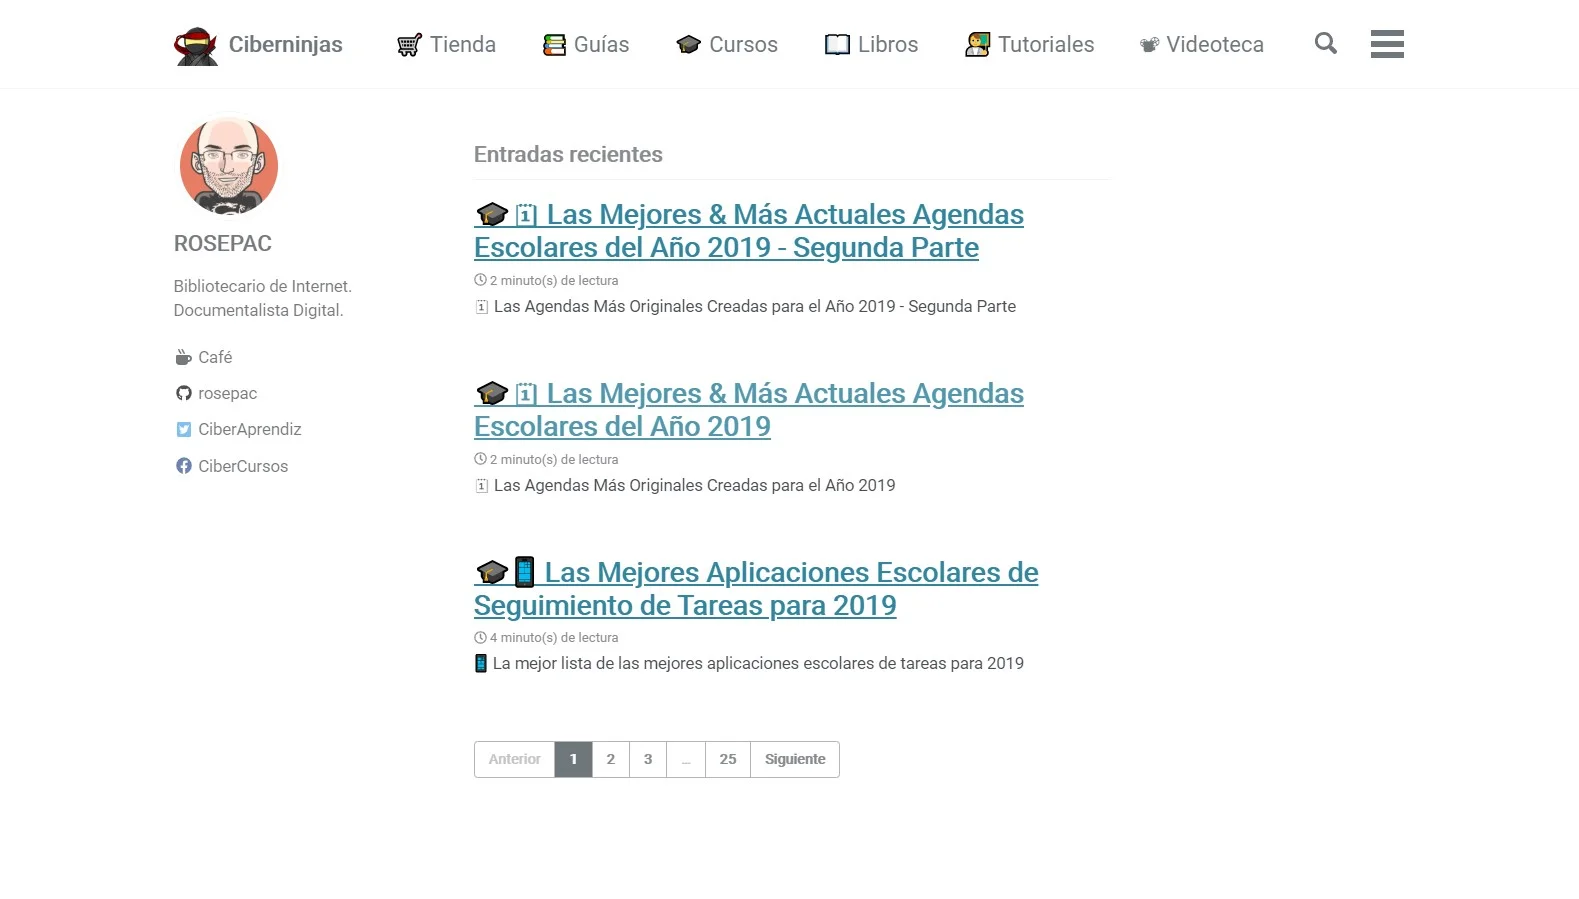 Ciberninjas
Tienda
Guías
Cursos
Libros
Tutoriales
Videoteca
ROSEPAC
Bibliotecario de Internet.
Documentalista Digital.
Café
rosepac
CiberAprendiz
CiberCursos
Entradas recientes
Las Mejores & Más Actuales Agendas
Escolares del Año 2019 - Segunda Parte
2 minuto(s) de lectura
Las Agendas Más Originales Creadas para el Año 2019 - Segunda Parte
Las Mejores & Más Actuales Agendas
Escolares del Año 2019
2 minuto(s) de lectura
Las Agendas Más Originales Creadas para el Año 2019
Las Mejores Aplicaciones Escolares de
Seguimiento de Tareas para 2019
4 minuto(s) de lectura
La mejor lista de las mejores aplicaciones escolares de tareas para 2019
Anterior 1 2 3 ... 25 Siguiente